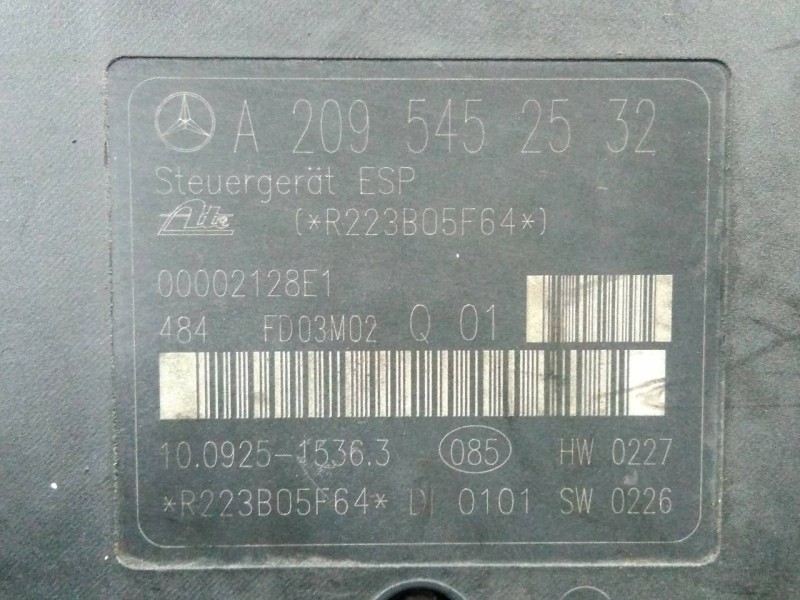 A 209 545 25 32
Steuergerät ESP
Ate (*R223B05F64*)
00002128E1
484 FD03M02 Q 01
10.0925-1536.3 085 HW 0227
*R223B05F64* DI 0101 SW 0226